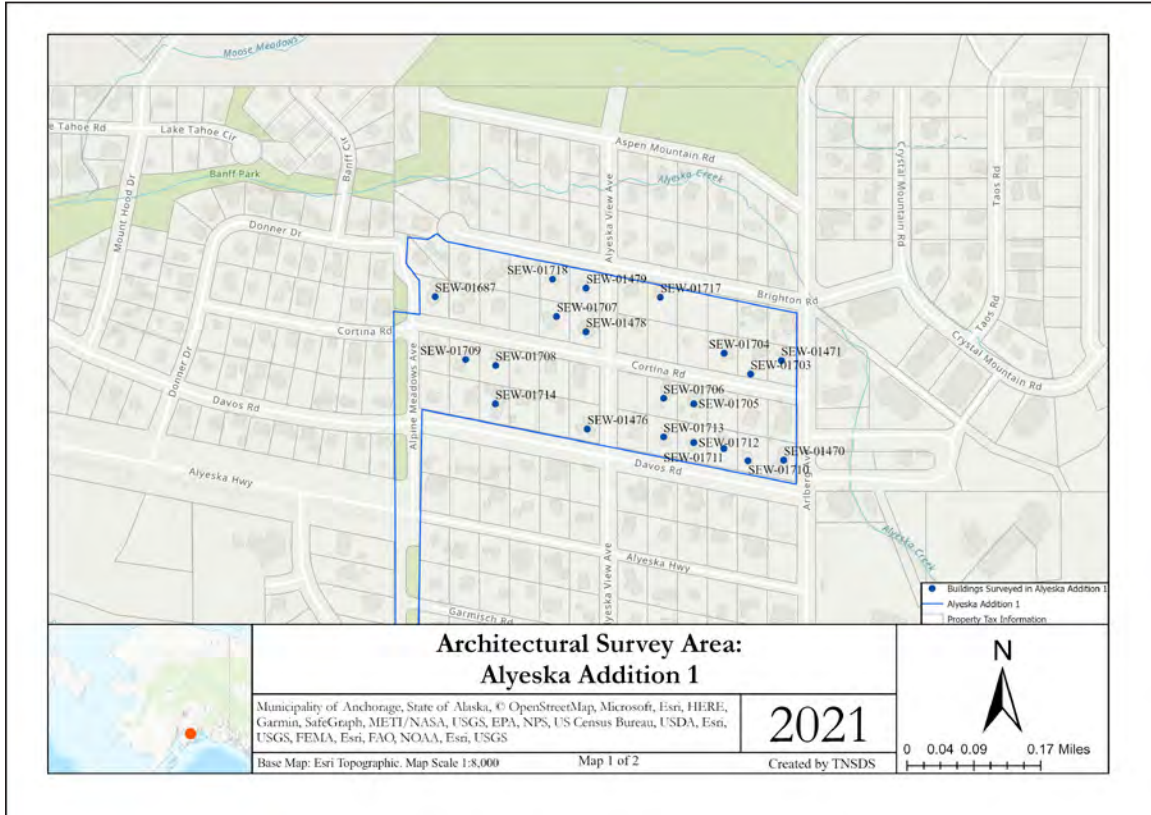 Moose Meadows
e Tahoe Rd
Lake Tahoe Cir
Banff Cir
Aspen Mountain Rd
Banff Park
Alyeska Creek
Mount Hood Dr
Crystal Mountain Rd
Taos Rd
Donner Dr
Alyeska View Ave
SEW-01718
SEW-01479
SEW-01687
SEW-01717
Brighton Rd
Taos Rd
SEW-01707
SEW-01478
Cortina Rd
SEW-01704
SEW-01471
Crystal Mountain Rd
SEW-01709
SEW-01708
Cortina Rd
SEW-01703
Donner Dr
Alpine Meadows Ave
SEW-01706
SEW-01705
Davos Rd
SEW-01714
SEW-01476
SEW-01713
SEW-01712
SEW-01470
SEW-01711
Davos Rd
SEW-01710
Arlberg Ave
Alyeska Hwy
Alyeska Creek
Alyeska Hwy
yeska View Ave
Garmisch Rd
Buildings Surveyed in Alyeska Addition 1
Alyeska Addition 1
Property Tax Information
Architectural Survey Area:
Alyeska Addition 1
Municipality of Anchorage, State of Alaska, © OpenStreetMap, Microsoft, Esri, HERE,
Garmin, SafeGraph, METI/NASA, USGS, EPA, NPS, US Census Bureau, USDA, Esri,
USGS, FEMA, Esri, FAO, NOAA, Esri, USGS
2021
Base Map: Esri Topographic. Map Scale 1:8,000
Map 1 of 2
Created by TNSDS
N
0 0.04 0.09 0.17 Miles